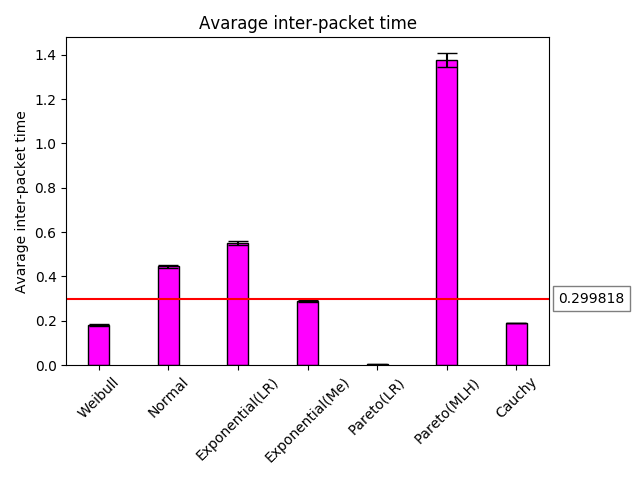 Avarage inter-packet time
Avarage inter-packet time
1.4
1.2
1.0
0.8
0.6
0.4
0.2
0.0
0.299818
Weibull
Normal
Exponential(LR)
Exponential(Me)
Pareto(LR)
Pareto(MLH)
Cauchy